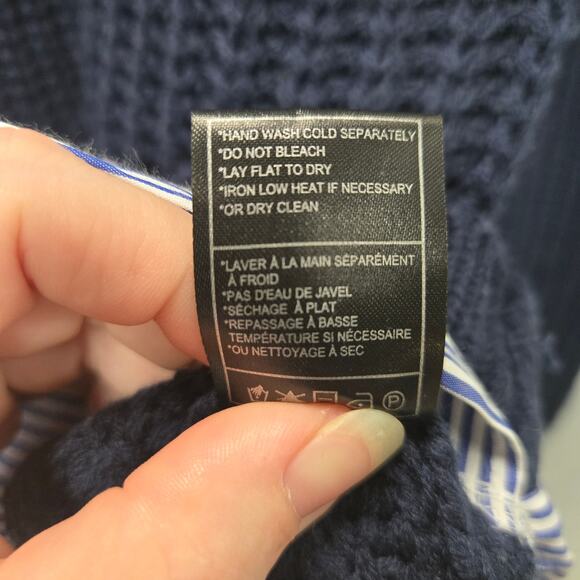 *HAND WASH COLD SEPARATELY
*DO NOT BLEACH
*LAY FLAT TO DRY
*IRON LOW HEAT IF NECESSARY
*OR DRY CLEAN
*LAVER À LA MAIN SÉPARÉMENT
À FROID
*PAS D'EAU DE JAVEL
*SÉCHAGE À PLAT
*REPASSAGE À BASSE
TEMPÉRATURE SI NÉCESSAIRE
*OU NETTOYAGE À SEC
P